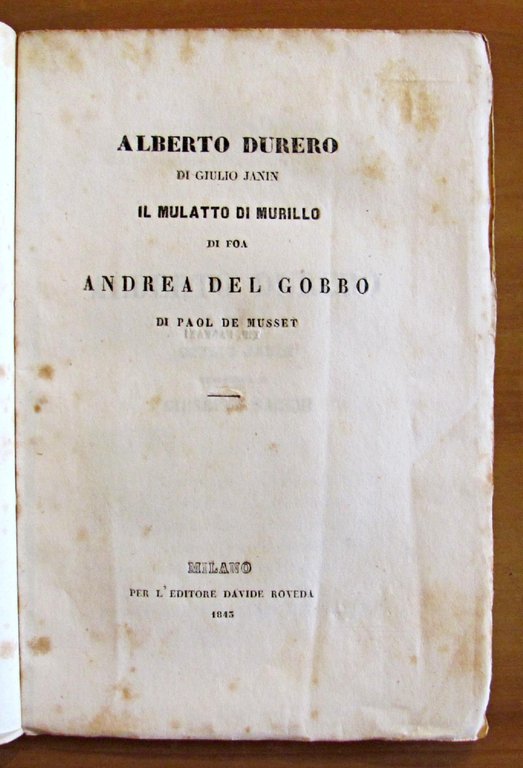 ALBERTO DURERO
DI GIULIO JANIN
IL MULATTO DI MURILLO
DI FOA
ANDREA DEL GOBBO
DI PAOL DE MUSSET
MILANO
PER L'EDITORE DAVIDE ROVEDA
1843